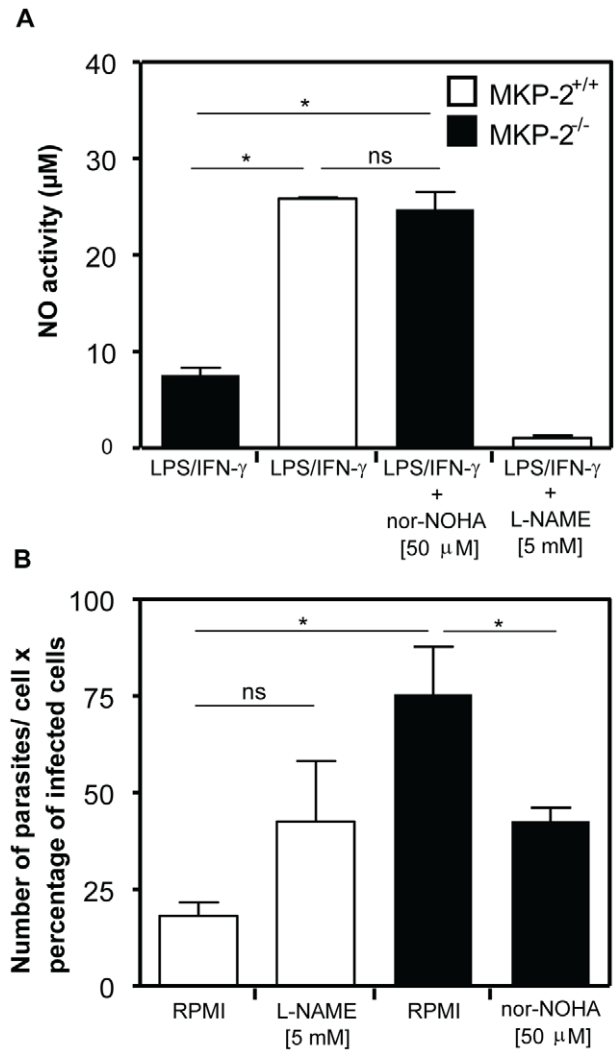 A
NO activity (µM)
40
30
20
10
0
MKP-2+/+
MKP-2-/-
*
*
ns
LPS/IFN-γ
LPS/IFN-γ
LPS/IFN-γ
+
nor-NOHA
[50 µM]
LPS/IFN-γ
+
L-NAME
[5 mM]
B
Number of parasites/ cell x
percentage of infected cells
100
75
50
25
0
*
*
ns
RPMI
L-NAME
[5 mM]
RPMI
nor-NOHA
[50 µM]